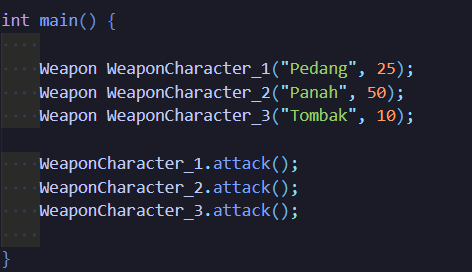 int main() {
Weapon WeaponCharacter_1("Pedang", 25);
Weapon WeaponCharacter_2("Panah", 50);
Weapon WeaponCharacter_3("Tombak", 10);
WeaponCharacter_1.attack();
WeaponCharacter_2.attack();
WeaponCharacter_3.attack();
}